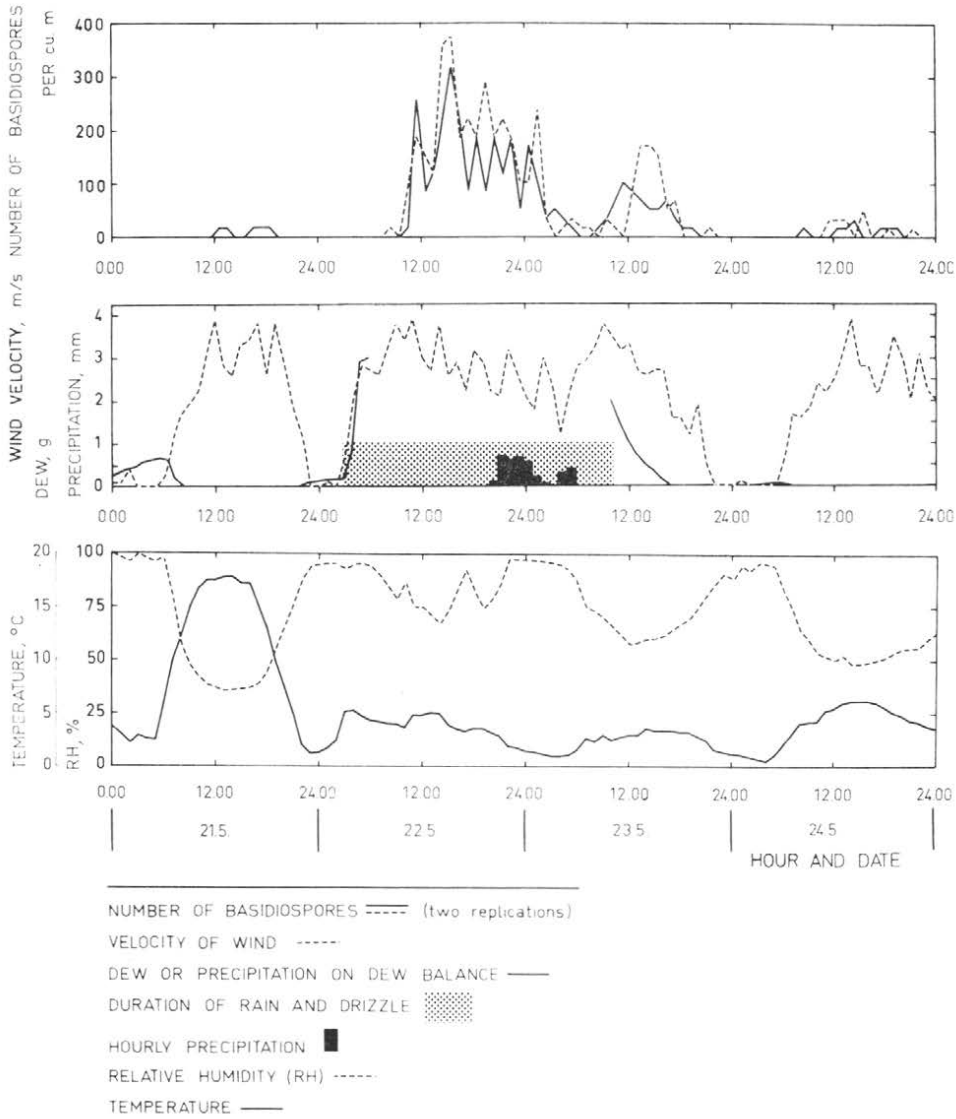 NUMBER OF BASIDIOSPORES
PER cu m
400
300
200
100
0
0.00 12.00 24.00 12.00 24.00 12.00 24.00 12.00 24.00
WIND VELOCITY, m/s
DEW, g
PRECIPITATION, mm
4
3
2
1
0
0.00 12.00 24.00 12.00 24.00 12.00 24.00 12.00 24.00
TEMPERATURE, °C
RH, %
20 100
15 75
10 50
5 25
0 0
0.00 12.00 24.00 12.00 24.00 12.00 24.00 12.00 24.00
21.5. 22.5 23.5 24.5
HOUR AND DATE
NUMBER OF BASIDIOSPORES (two replications)
VELOCITY OF WIND
DEW OR PRECIPITATION ON DEW BALANCE
DURATION OF RAIN AND DRIZZLE
HOURLY PRECIPITATION
RELATIVE HUMIDITY (RH)
TEMPERATURE